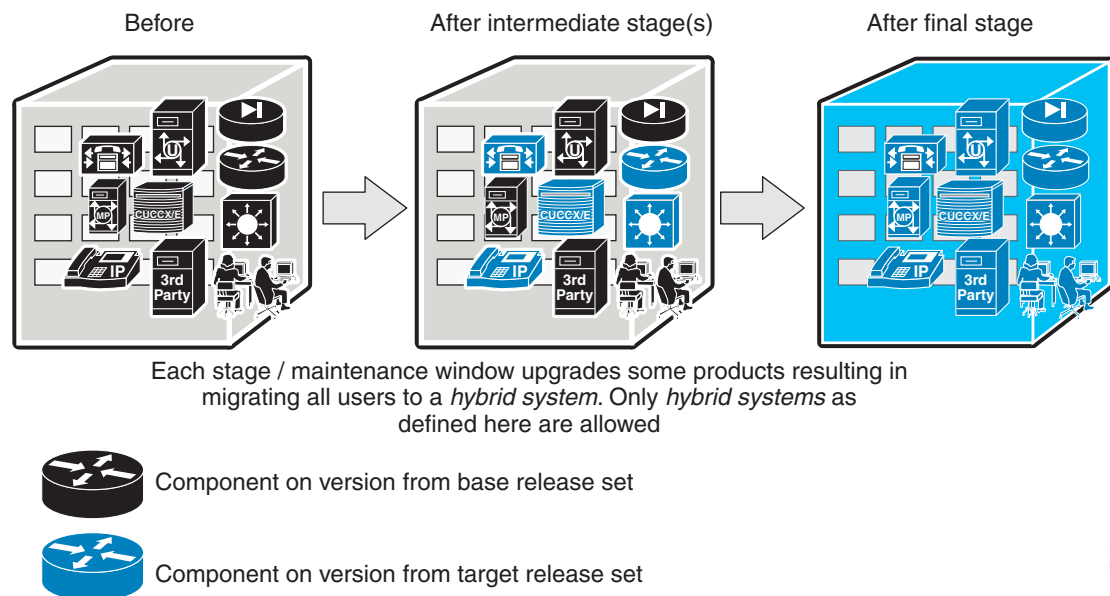 Before
After intermediate stage(s)
After final stage
U
MP
CUCCX/E
IP
3rd
Party
U
MP
CUCCX/E
IP
3rd
Party
U
MP
CUCCX/E
IP
3rd
Party
Each stage / maintenance window upgrades some products resulting in
migrating all users to a hybrid system. Only hybrid systems as
defined here are allowed
Component on version from base release set
Component on version from target release set